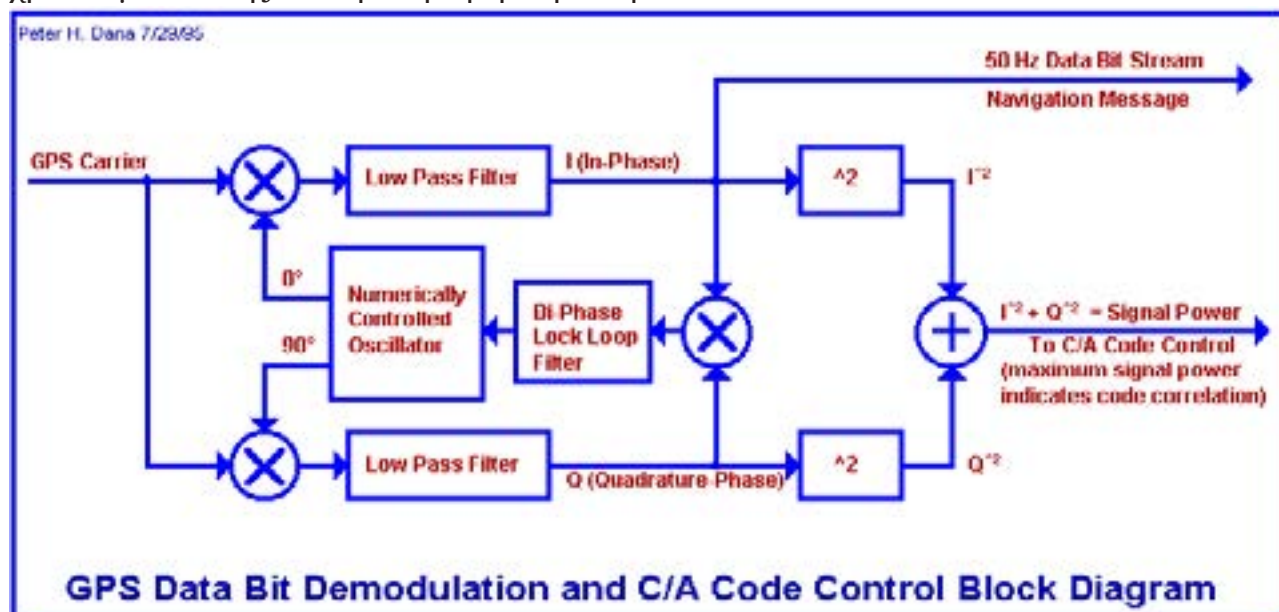 Peter H. Dana 7/29/95
50 Hz Data Bit Stream
Navigation Message
GPS Carrier
Low Pass Filter
I (In-Phase)
^2
I^2
0°
90°
Numerically
Controlled
Oscillator
Di-Phase
Lock Loop
Filter
I^2 + Q^2 = Signal Power
To C/A Code Control
(maximum signal power
indicates code correlation)
Low Pass Filter
Q (Quadrature-Phase)
^2
Q^2
GPS Data Bit Demodulation and C/A Code Control Block Diagram